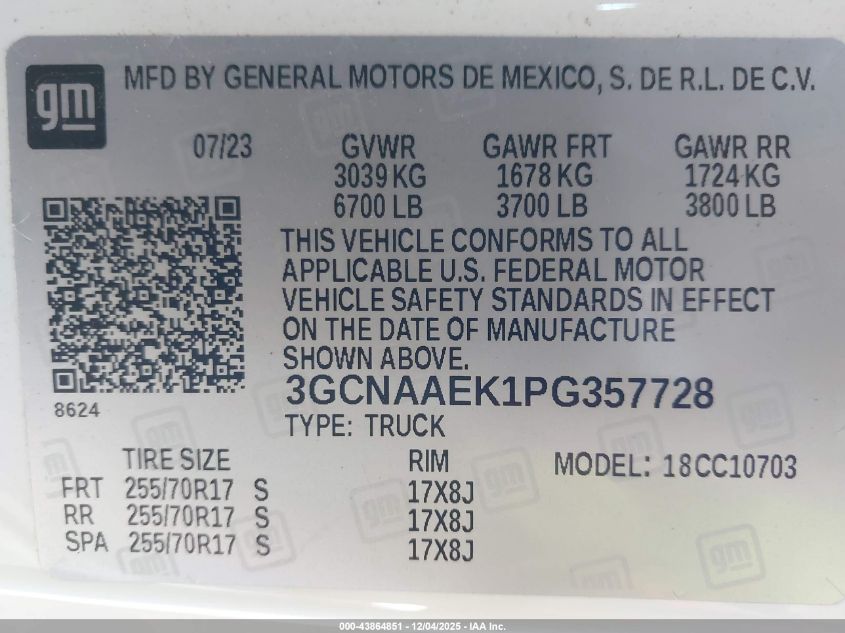 gm MFD BY GENERAL MOTORS DE MEXICO, S. DE R.L. DE C.V.
07/23 GVWR GAWR FRT GAWR RR
3039 KG 1678 KG 1724 KG
6700 LB 3700 LB 3800 LB
THIS VEHICLE CONFORMS TO ALL
APPLICABLE U.S. FEDERAL MOTOR
VEHICLE SAFETY STANDARDS IN EFFECT
ON THE DATE OF MANUFACTURE
SHOWN ABOVE.
3GCNAAEK1PG357728
8624
TYPE: TRUCK
TIRE SIZE RIM MODEL: 18CC10703
FRT 255/70R17 S 17X8J
RR 255/70R17 S 17X8J
SPA 255/70R17 S 17X8J
000-43864851 - 12/04/2025 - IAA Inc.